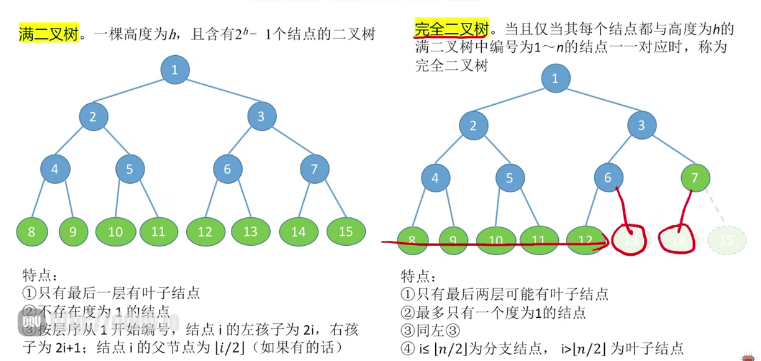 满二叉树。一棵高度为h，且含有2ʰ - 1个结点的二叉树
1
2
3
4
5
6
7
8
9
10
11
12
13
14
15
特点：
①只有最后一层有叶子结点
②不存在度为 1 的结点
③按层序从 1 开始编号，结点 i 的左孩子为 2i，右孩
子为 2i+1；结点 i 的父节点为 ⌊i/2⌋（如果有的话）
完全二叉树。当且仅当其每个结点都与高度为h的
满二叉树中编号为1～n的结点一一对应时，称为
完全二叉树
1
2
3
4
5
6
7
8
9
10
11
12
13
14
15
特点：
①只有最后两层可能有叶子结点
②最多只有一个度为1的结点
③同左③
④ i≤ ⌊n/2⌋为分支结点， i>⌊n/2⌋ 为叶子结点